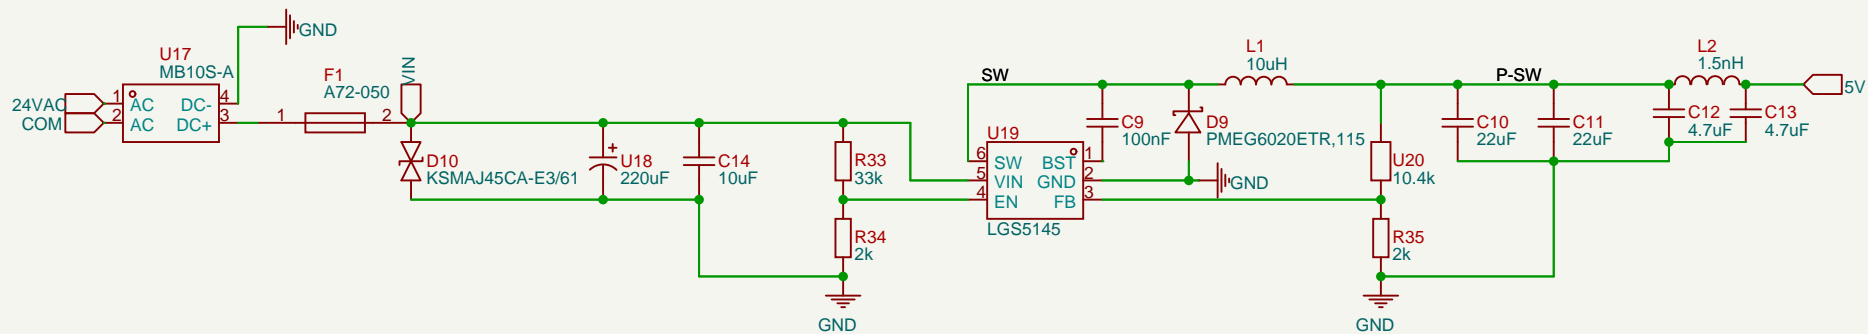 GND
U17
MB10S-A
24VAC
COM
1
2
AC
AC
DC-
DC+
4
3
F1
A72-050
1
2
VIN
D10
KSMAJ45CA-E3/61
+
U18
220uF
C14
10uF
R33
33k
R34
2k
GND
SW
U19
6
5
4
SW
VIN
EN
BST
GND
FB
1
2
3
LGS5145
C9
100nF
D9
PMEG6020ETR,115
GND
L1
10uH
U20
10.4k
R35
2k
GND
P-SW
C10
22uF
C11
22uF
L2
1.5nH
C12
4.7uF
C13
4.7uF
5V